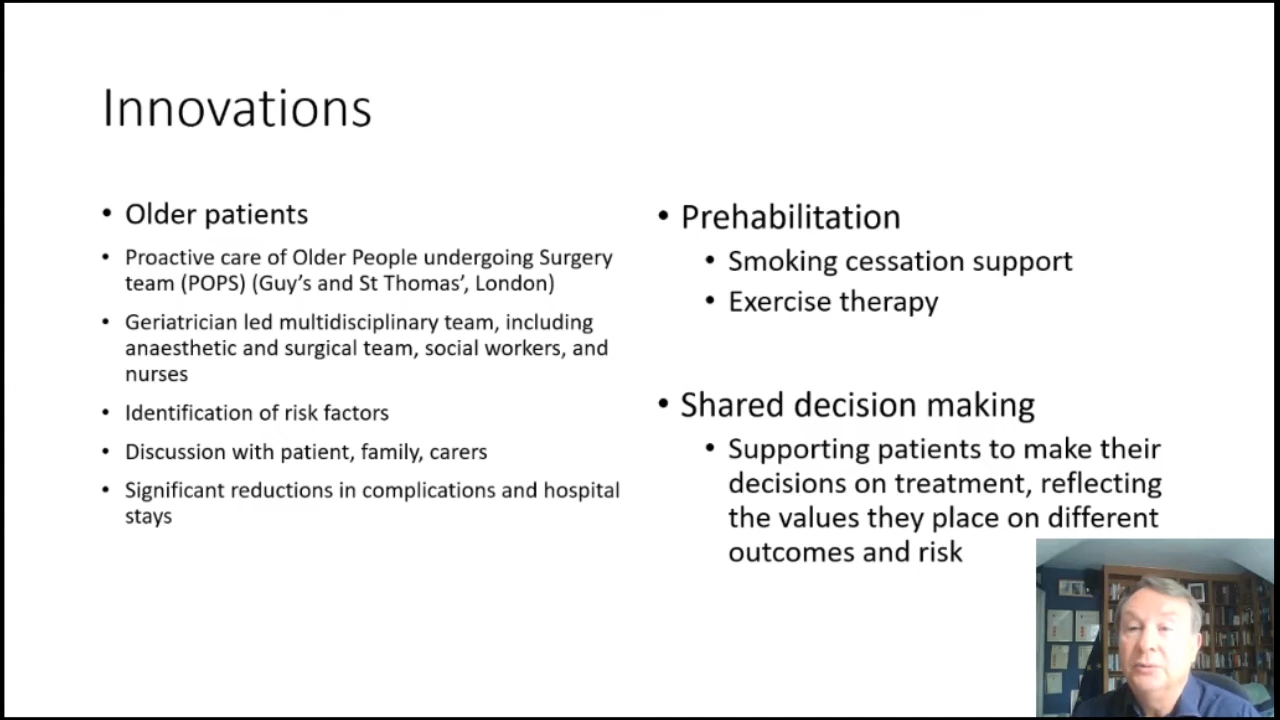 Innovations
• Older patients
• Proactive care of Older People undergoing Surgery
team (POPS) (Guy's and St Thomas', London)
• Geriatrician led multidisciplinary team, including
anaesthetic and surgical team, social workers, and
nurses
• Identification of risk factors
• Discussion with patient, family, carers
• Significant reductions in complications and hospital
stays
• Prehabilitation
• Smoking cessation support
• Exercise therapy
• Shared decision making
• Supporting patients to make their
decisions on treatment, reflecting
the values they place on different
outcomes and risk